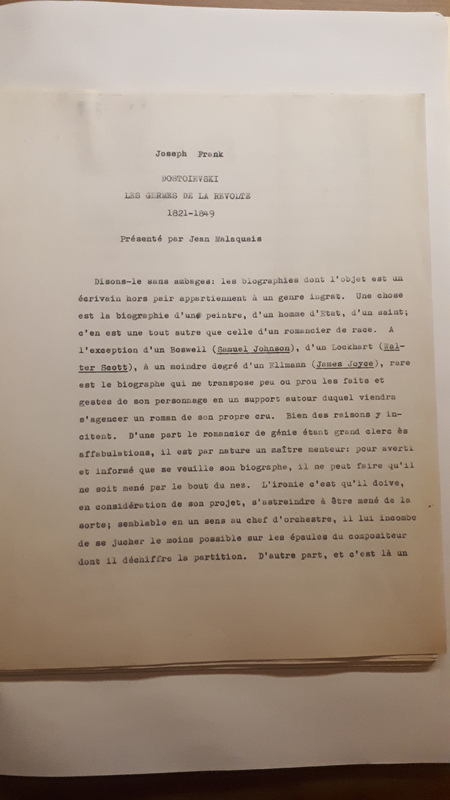 Joseph Frank
DOSTOIEVSKI
LES GERMES DE LA REVOLTE
1821-1849
Présenté par Jean Malaquais
Disons-le sans ambages: les biographies dont l'objet est un
écrivain hors pair appartiennent à un genre ingrat. Une chose
est la biographie d'une peintre, d'un homme d'Etat, d'un saint;
c'en est une tout autre que celle d'un romancier de race. A
l'exception d'un Boswell (Samuel Johnson), d'un Lockhart (Wal-
ter Scott), à un moindre degré d'un Ellmann (James Joyce), rare
est le biographe qui ne transpose peu ou prou les faits et
gestes de son personnage en un support autour duquel viendra
s'agencer un roman de son propre cru. Bien des raisons y in-
citent. D'une part le romancier de génie étant grand clerc ès
affabulations, il est par nature un maître menteur: pour averti
et informé que se veuille son biographe, il ne peut faire qu'il
ne soit mené par le bout du nez. L'ironie c'est qu'il doive,
en considération de son projet, s'astreindre à être mené de la
sorte; semblable en un sens au chef d'orchestre, il lui incombe
de se jucher le moins possible sur les épaules du compositeur
dont il déchiffre la partition. D'autre part, et c'est là un